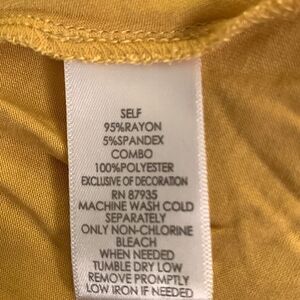 SELF
95%RAYON
5%SPANDEX
COMBO
100%POLYESTER
EXCLUSIVE OF DECORATION
RN 87935
MACHINE WASH COLD
SEPARATELY
ONLY NON-CHLORINE
BLEACH
WHEN NEEDED
TUMBLE DRY LOW
REMOVE PROMPTLY
LOW IRON IF NEEDED